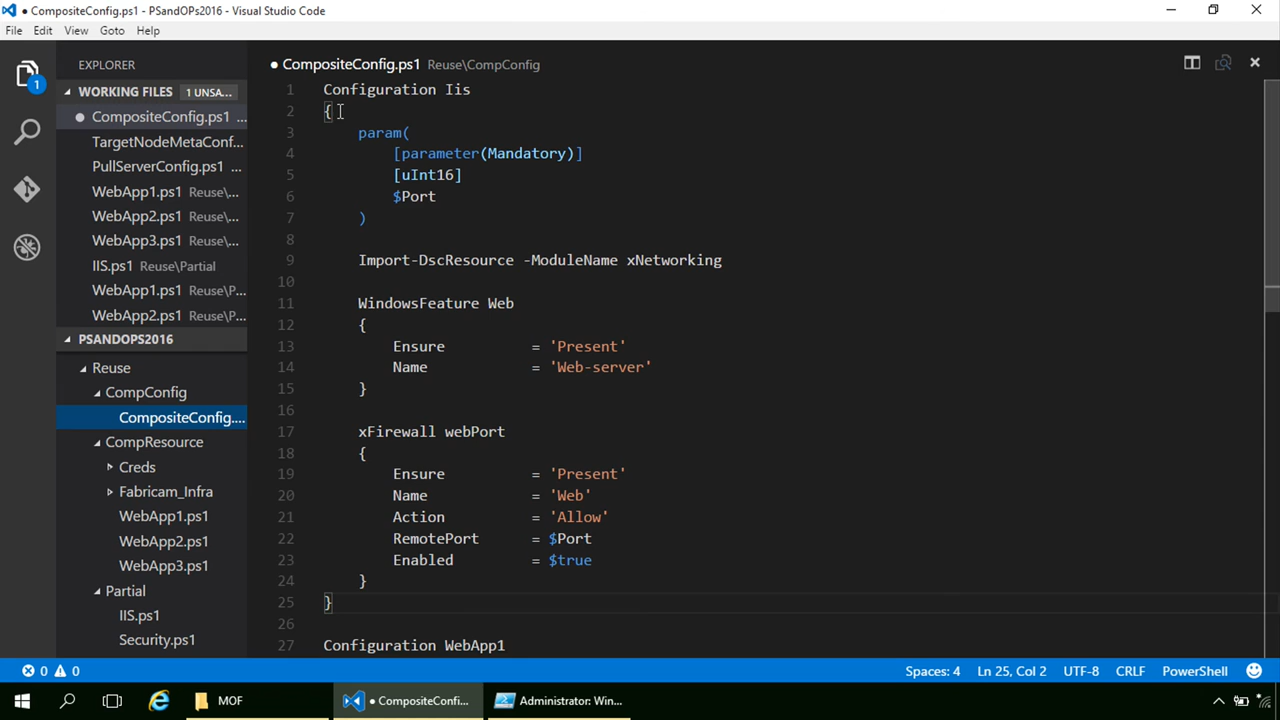 ● CompositeConfig.ps1 - PSandOPs2016 - Visual Studio Code
File Edit View Goto Help
EXPLORER
WORKING FILES 1 UNSA...
CompositeConfig.ps1 ...
TargetNodeMetaConf...
PullServerConfig.ps1 ...
WebApp1.ps1 Reuse\...
WebApp2.ps1 Reuse\...
WebApp3.ps1 Reuse\...
IIS.ps1 Reuse\Partial
WebApp1.ps1 Reuse\P...
WebApp2.ps1 Reuse\P...
PSANDOPS2016
Reuse
CompConfig
CompositeConfig....
CompResource
Creds
Fabricam_Infra
WebApp1.ps1
WebApp2.ps1
WebApp3.ps1
Partial
IIS.ps1
Security.ps1
1
● CompositeConfig.ps1 Reuse\CompConfig
1 Configuration Iis
2 {
3 param(
4 [parameter(Mandatory)]
5 [uInt16]
6 $Port
7 )
8
9 Import-DscResource -ModuleName xNetworking
10
11 WindowsFeature Web
12 {
13 Ensure = 'Present'
14 Name = 'Web-server'
15 }
16
17 xFirewall webPort
18 {
19 Ensure = 'Present'
20 Name = 'Web'
21 Action = 'Allow'
22 RemotePort = $Port
23 Enabled = $true
24 }
25 }
26
27 Configuration WebApp1
0 0 Spaces: 4 Ln 25, Col 2 UTF-8 CRLF PowerShell
MOF ● CompositeConfi... Administrator: Win...